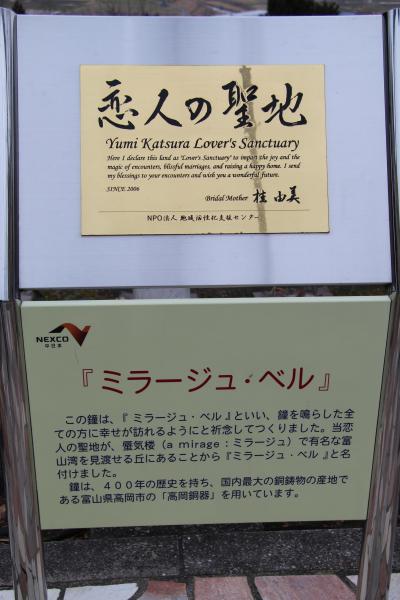 恋人の聖地
Yumi Katsura Lover's Sanctuary
Here I declare this land as 'Lover's Sanctuary' to impart the joy and the
magic of encounters, blissful marriages, and raising a happy home. I send
my blessings to your encounters and wish you a wonderful future.
SINCE 2006
Bridal Mother 桂 由美
NPO法人 地域活性化支援センター
NEXCO
中日本
『ミラージュ・ベル』
この鐘は、『ミラージュ・ベル』といい、鐘を鳴らした全
ての方に幸せが訪れるようにと祈念してつくりました。当恋
人の聖地が、蜃気楼（a mirage：ミラージュ）で有名な富
山湾を見渡せる丘にあることから『ミラージュ・ベル』と名
付けました。
鐘は、４００年の歴史を持ち、国内最大の銅鋳物の産地で
ある富山県高岡市の「高岡銅器」を用いています。